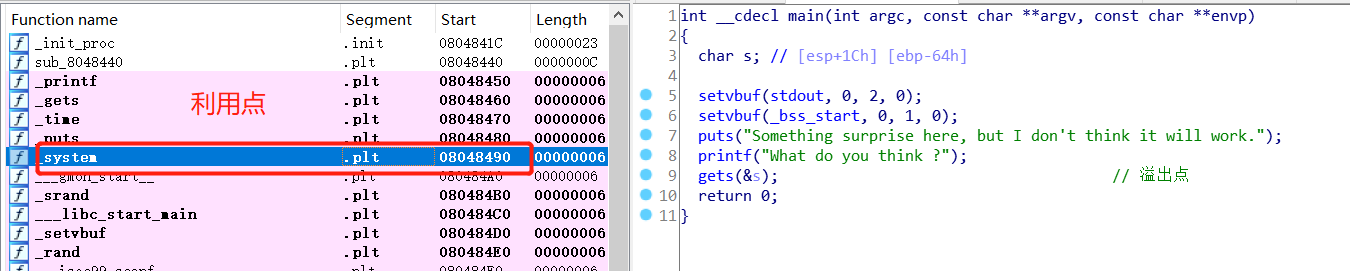 Function name Segment Start Length
f _init_proc .init 0804841C 00000023
f sub_8048440 .plt 08048440 0000000C
f _printf .plt 08048450 00000006
f _gets .plt 08048460 00000006
f _time .plt 08048470 00000006
f _puts .plt 08048480 00000006
f _system .plt 08048490 00000006
f ___gmon_start__ .plt 080484A0 00000006
f _srand .plt 080484B0 00000006
f ___libc_start_main .plt 080484C0 00000006
f _setvbuf .plt 080484D0 00000006
f _rand .plt 080484E0 00000006
利用点
1 int __cdecl main(int argc, const char **argv, const char **envp)
2 {
3 char s; // [esp+1Ch] [ebp-64h]
4
5 setvbuf(stdout, 0, 2, 0);
6 setvbuf(_bss_start, 0, 1, 0);
7 puts("Something surprise here, but I don't think it will work.");
8 printf("What do you think ?");
9 gets(&s); // 溢出点
10 return 0;
11 }